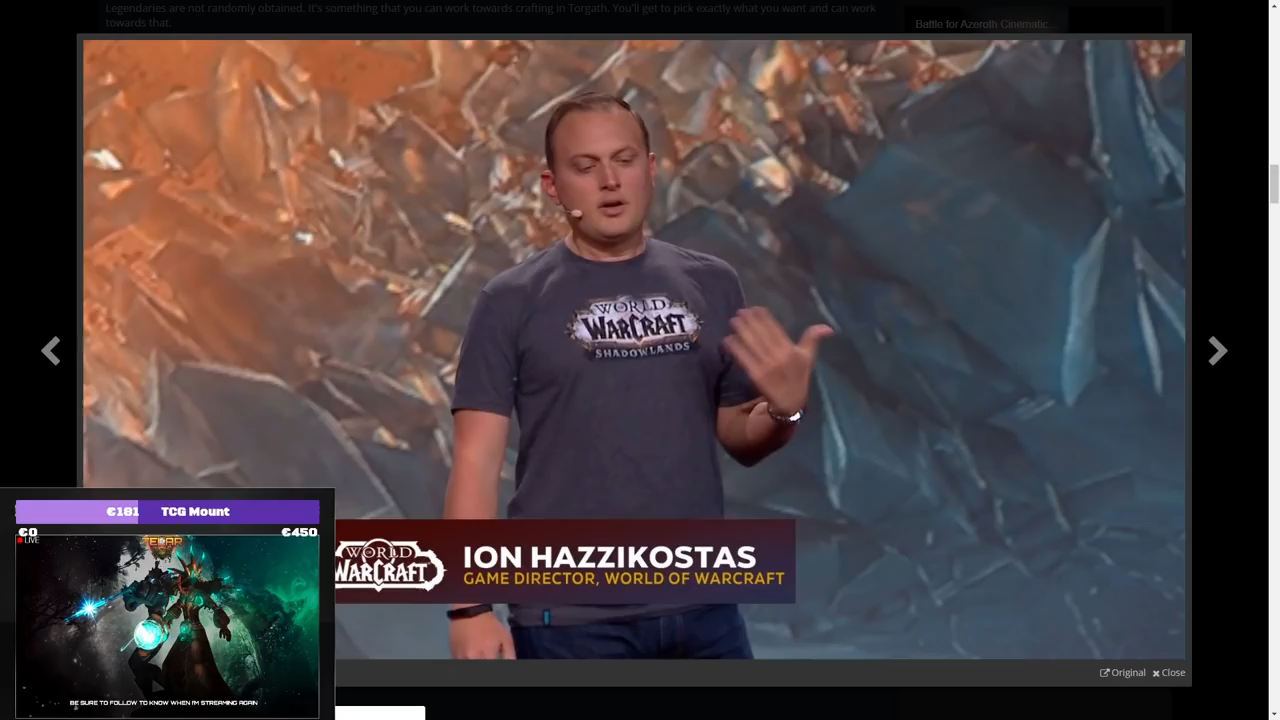 Legendaries are not randomly obtained. It's something that you can work towards crafting in Torgath. You'll get to pick exactly what you want and can work
towards that.
Battle for Azeroth Cinematic...
WORLD
WARCRAFT
SHADOWLANDS
€181 TCG Mount
€0 €450
LIVE
WORLD
WARCRAFT
ION HAZZIKOSTAS
GAME DIRECTOR, WORLD OF WARCRAFT
Original Close
BE SURE TO FOLLOW TO KNOW WHEN I'M STREAMING AGAIN